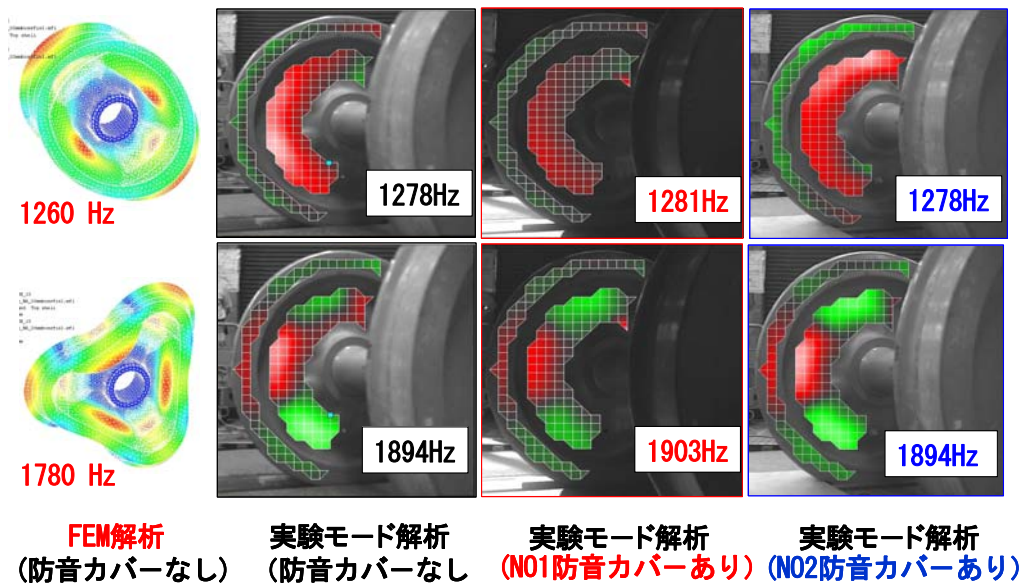 Top shell
1260 Hz
1278Hz
1281Hz
1278Hz
1780 Hz
1894Hz
1903Hz
1894Hz
FEM解析
(防音カバーなし)
実験モード解析
(防音カバーなし
実験モード解析
(NO1防音カバーあり)
実験モード解析
(NO2防音カバーあり)